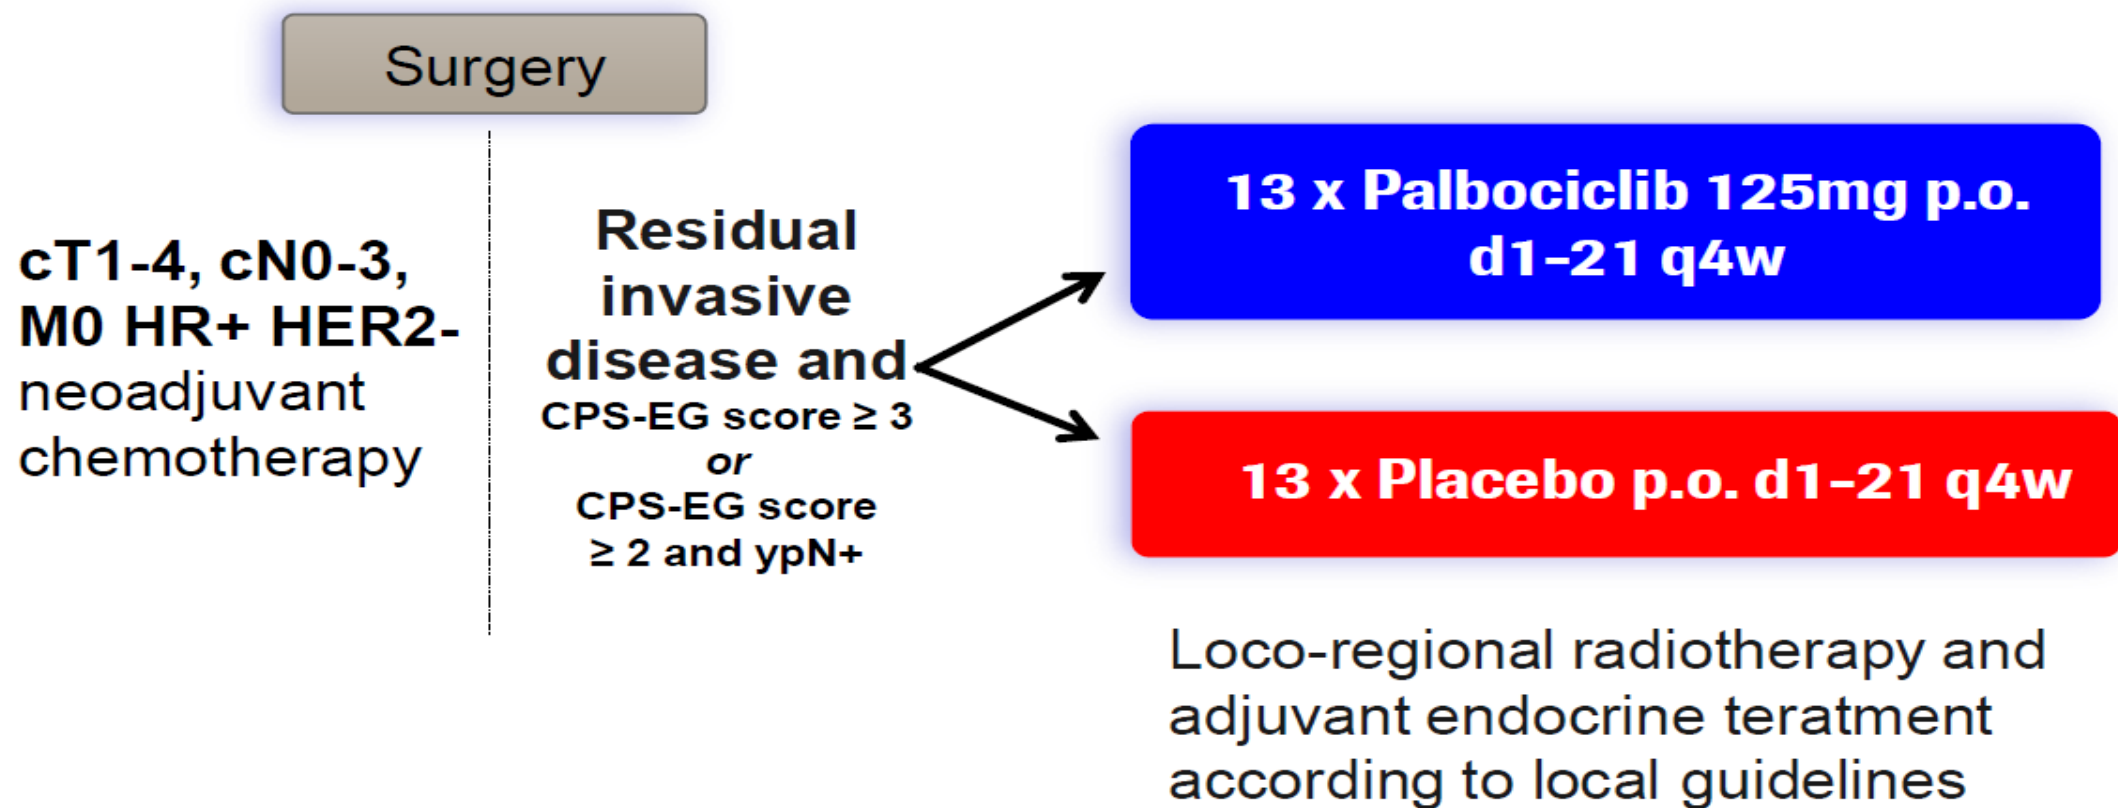 Surgery
cT1-4, cN0-3,
M0 HR+ HER2-
neoadjuvant
chemotherapy
Residual
invasive
disease and
CPS-EG score ≥ 3
or
CPS-EG score
≥ 2 and ypN+
13 x Palbociclib 125mg p.o.
d1–21 q4w
13 x Placebo p.o. d1–21 q4w
Loco-regional radiotherapy and
adjuvant endocrine teratment
according to local guidelines